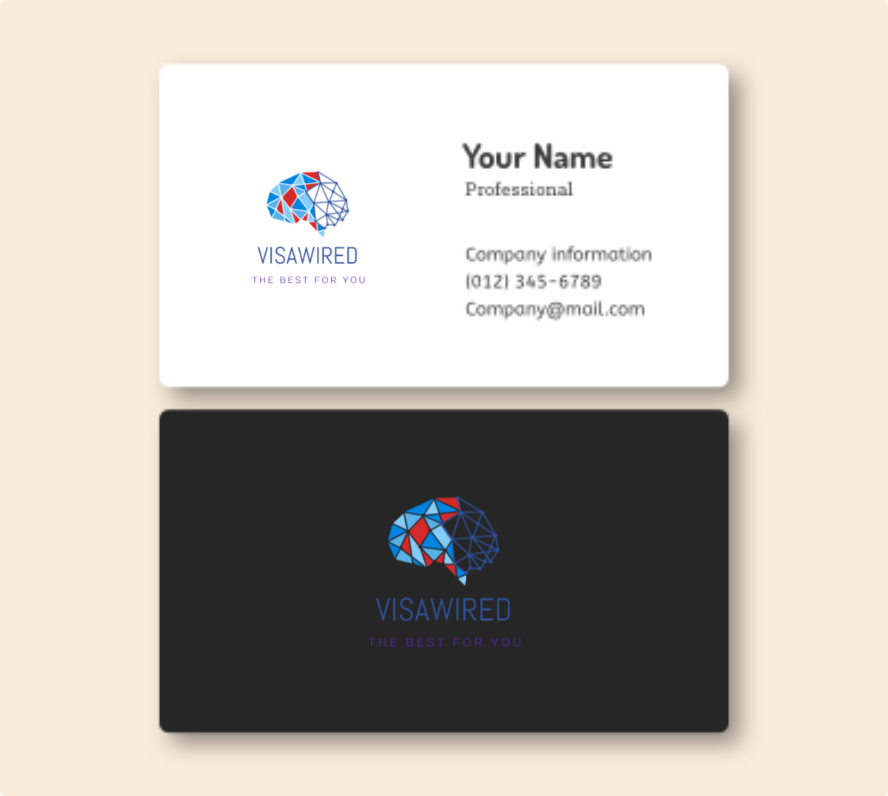 VISAWIRED
THE BEST FOR YOU
Your Name
Professional
Company information
(012) 345-6789
Company@mail.com
VISAWIRED
THE BEST FOR YOU